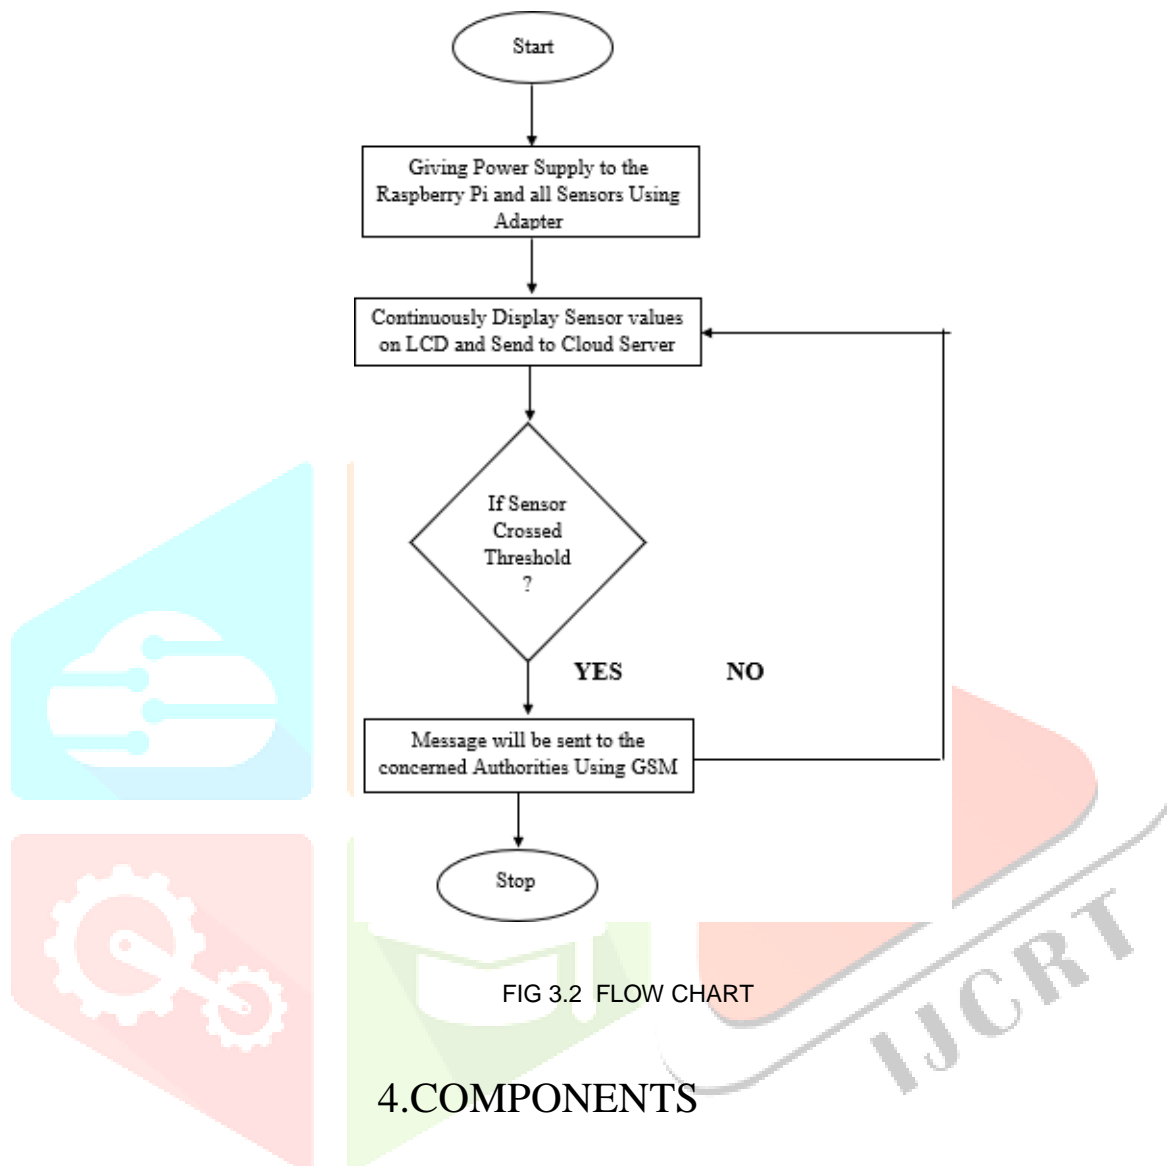 Start
Giving Power Supply to the
Raspberry Pi and all Sensors Using
Adapter
Continuously Display Sensor values
on LCD and Send to Cloud Server
If Sensor
Crossed
Threshold
?
YES
NO
Message will be sent to the
concerned Authorities Using GSM
Stop
FIG 3.2 FLOW CHART
IJCRT
4.COMPONENTS